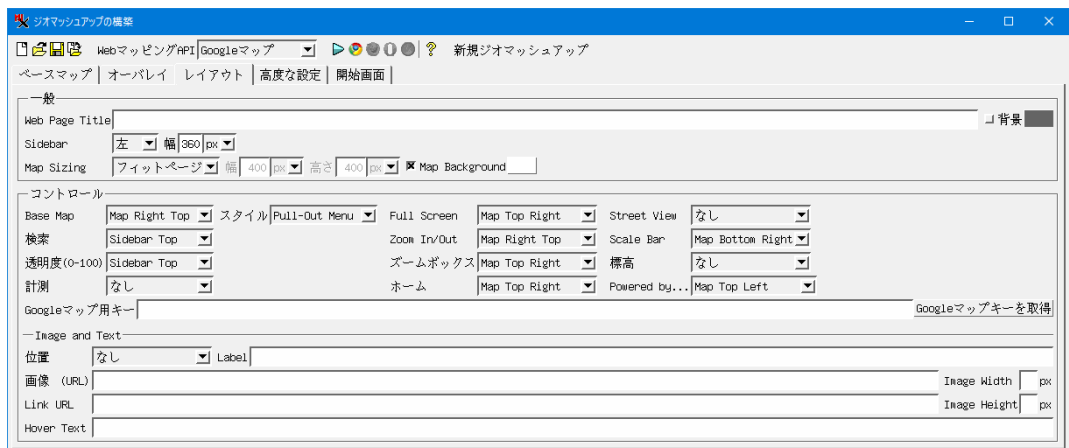 ジオマッシュアップの構築
WebマッピングAPI Googleマップ 新規ジオマッシュアップ
ベースマップ オーバレイ レイアウト 高度な設定 開始画面
一般
Web Page Title 背景
Sidebar 左 幅 360 px
Map Sizing フィットページ 幅 400 px 高さ 400 px Map Background
コントロール
Base Map Map Right Top スタイル Pull-Out Menu Full Screen Map Top Right Street View なし
検索 Sidebar Top Zoom In/Out Map Right Top Scale Bar Map Bottom Right
透明度(0-100) Sidebar Top ズームボックス Map Top Right 標高 なし
計測 なし ホーム Map Top Right Powered by... Map Top Left
Googleマップ用キー Googleマップキーを取得
Image and Text
位置 なし Label
画像 (URL) Image Width px
Link URL Image Height px
Hover Text